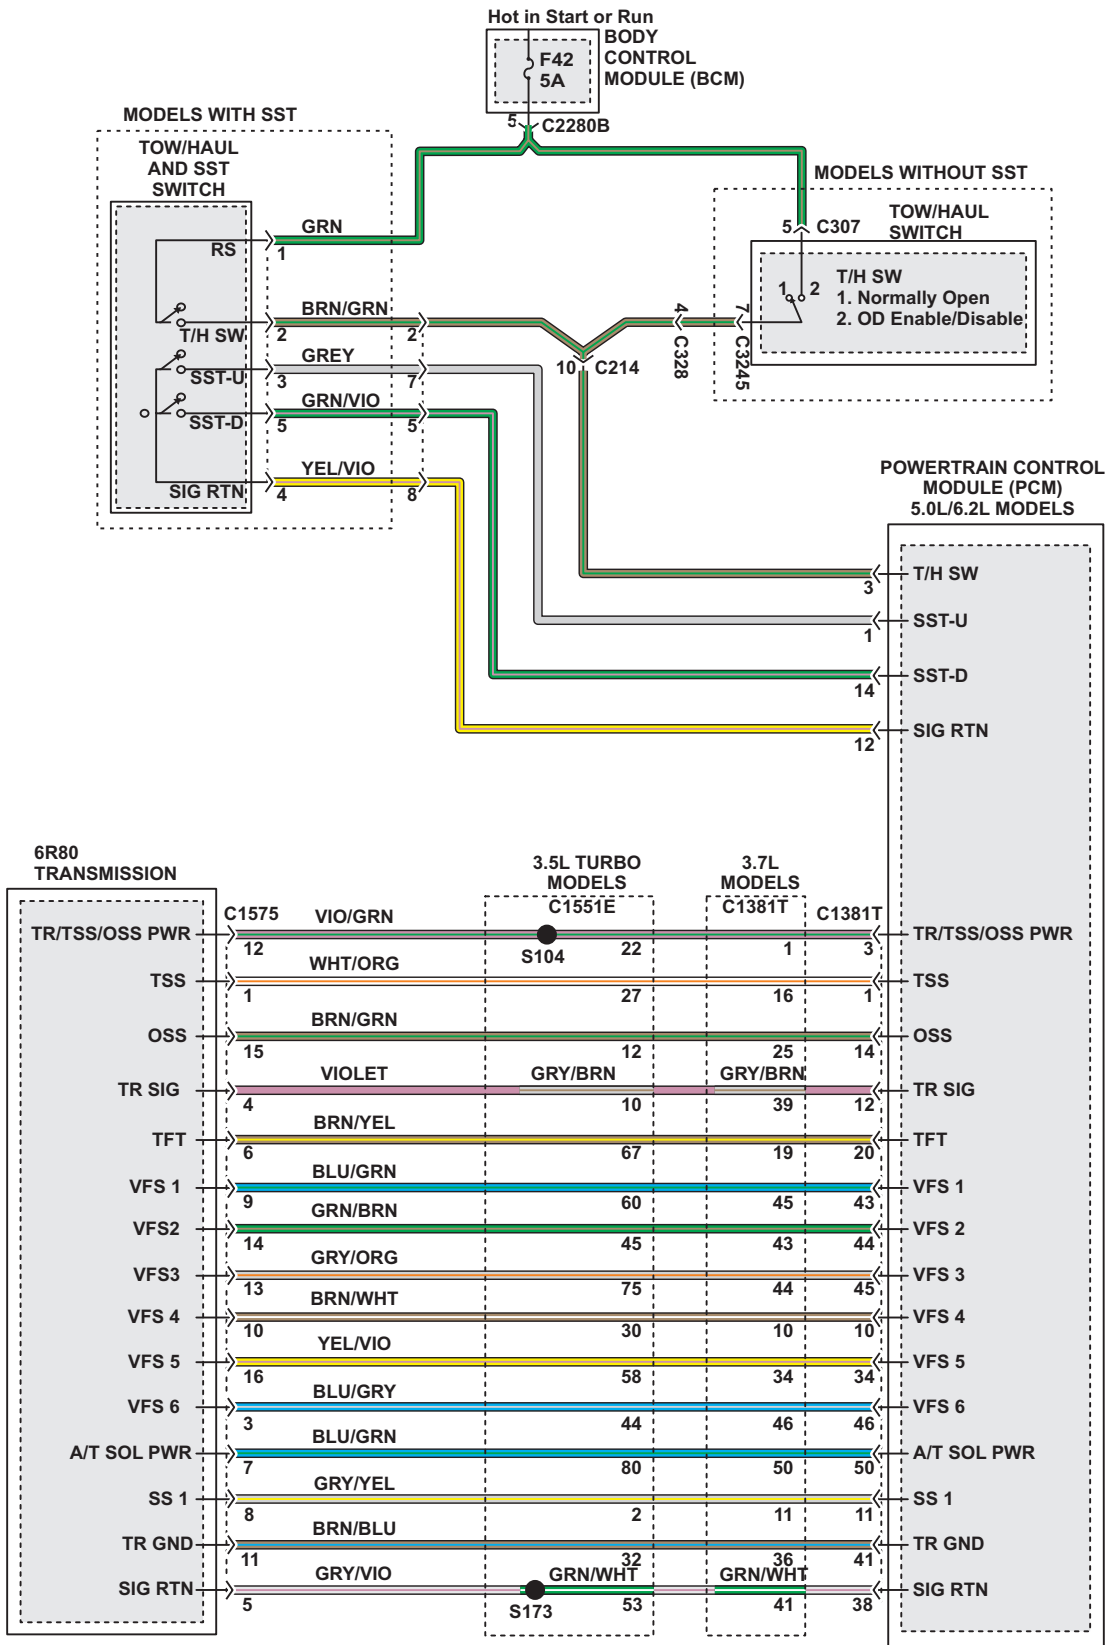 Hot in Start or Run
BODY
CONTROL
MODULE (BCM)
F42
5A
5
C2280B
MODELS WITH SST
TOW/HAUL
AND SST
SWITCH
MODELS WITHOUT SST
TOW/HAUL
SWITCH
5
C307
T/H SW
1
2
1. Normally Open
2. OD Enable/Disable
RS
GRN
1
T/H SW
BRN/GRN
2
2
SST-U
GREY
3
7
SST-D
GRN/VIO
5
5
SIG RTN
YEL/VIO
4
8
10
C214
4
C328
7
C3245
POWERTRAIN CONTROL
MODULE (PCM)
5.0L/6.2L MODELS
3
T/H SW
1
SST-U
14
SST-D
12
SIG RTN
6R80
TRANSMISSION
3.5L TURBO
MODELS
C1551E
3.7L
MODELS
C1381T
C1575
C1381T
TR/TSS/OSS PWR 12 VIO/GRN S104 22 1 3 TR/TSS/OSS PWR
TSS 1 WHT/ORG 27 16 1 TSS
OSS 15 BRN/GRN 12 25 14 OSS
TR SIG 4 VIOLET GRY/BRN 10 GRY/BRN 39 12 TR SIG
TFT 6 BRN/YEL 67 19 20 TFT
VFS 1 9 BLU/GRN 60 45 43 VFS 1
VFS2 14 GRN/BRN 45 43 44 VFS 2
VFS3 13 GRY/ORG 75 44 45 VFS 3
VFS 4 10 BRN/WHT 30 10 10 VFS 4
VFS 5 16 YEL/VIO 58 34 34 VFS 5
VFS 6 3 BLU/GRY 44 46 46 VFS 6
A/T SOL PWR 7 BLU/GRN 80 50 50 A/T SOL PWR
SS 1 8 GRY/YEL 2 11 11 SS 1
TR GND 11 BRN/BLU 32 36 41 TR GND
SIG RTN 5 GRY/VIO S173 GRN/WHT 53 GRN/WHT 41 38 SIG RTN